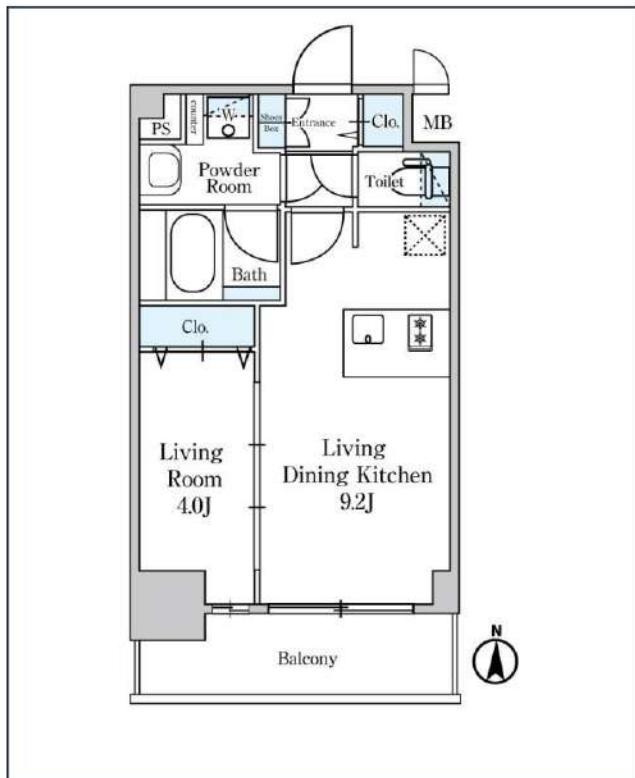 PS
counter
W
Shoes
Box
Entrance
Clo.
MB
Powder
Room
Toilet
Bath
Clo.
Living
Room
4.0J
Living
Dining Kitchen
9.2J
Balcony
N